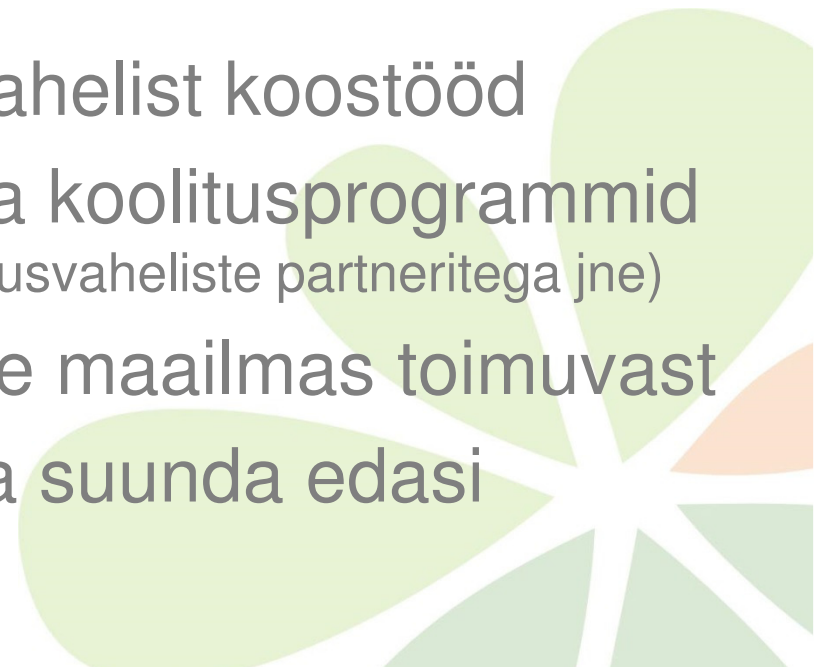 ahelist koostööd
a koolitusprogrammid
usvaheliste partneritega jne)
e maailmas toimuvast
a suunda edasi